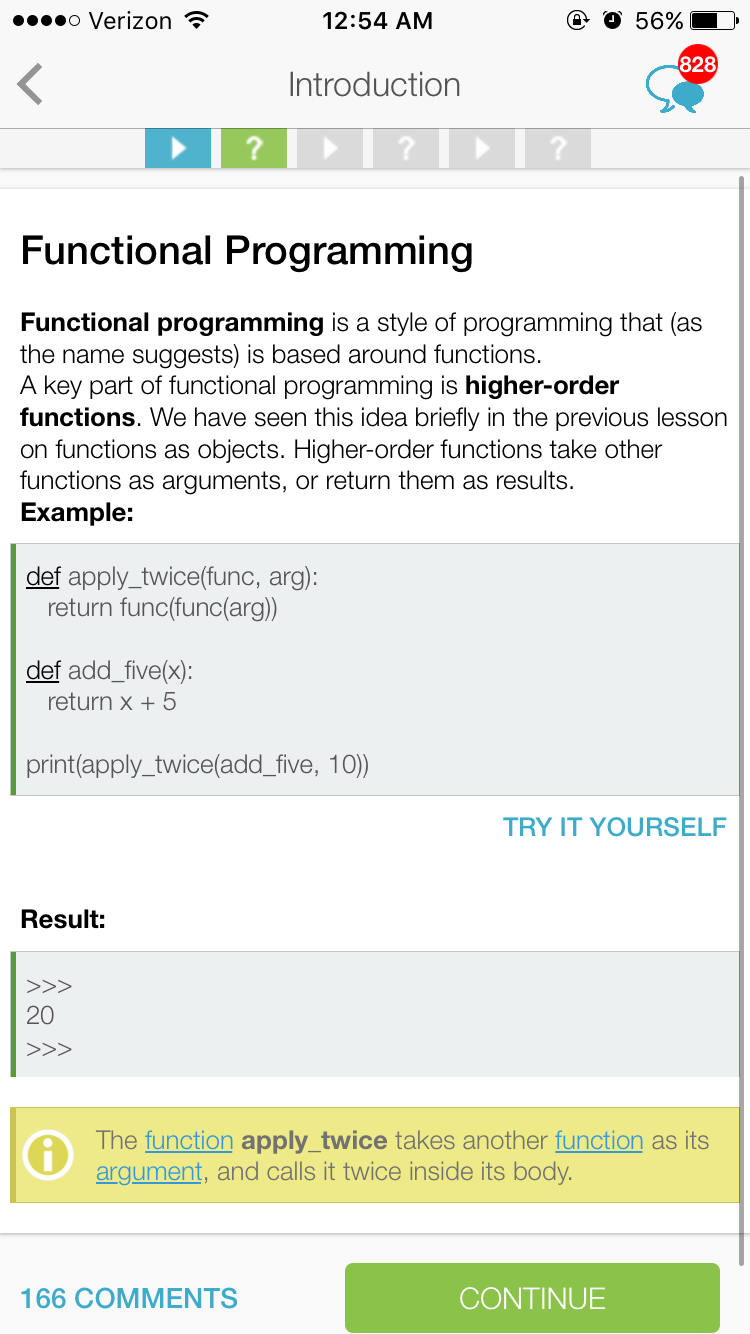 Verizon 12:54 AM 56%
Introduction 828
? ? ?
Functional Programming
Functional programming is a style of programming that (as
the name suggests) is based around functions.
A key part of functional programming is higher-order
functions. We have seen this idea briefly in the previous lesson
on functions as objects. Higher-order functions take other
functions as arguments, or return them as results.
Example:
def apply_twice(func, arg):
return func(func(arg))
def add_five(x):
return x + 5
print(apply_twice(add_five, 10))
TRY IT YOURSELF
Result:
>>>
20
>>>
The function apply_twice takes another function as its
argument, and calls it twice inside its body.
166 COMMENTS CONTINUE